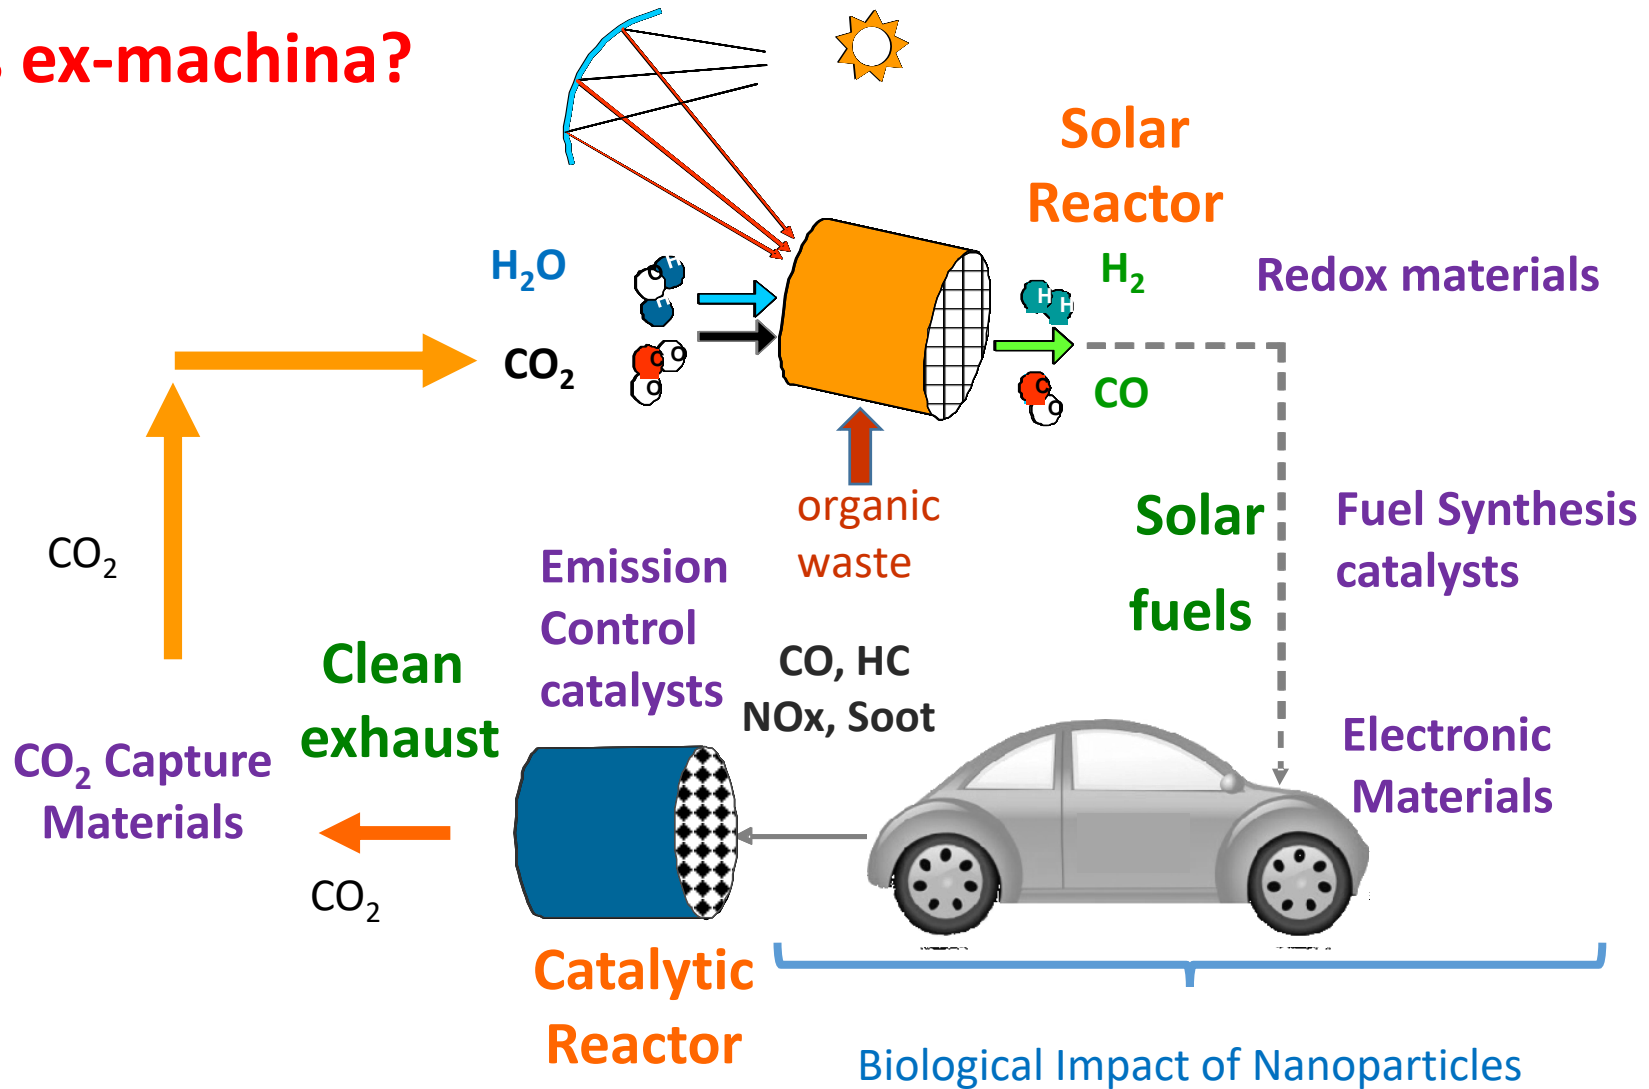 ex-machina?
Solar
Reactor
H₂O
H
O
H
CO₂
C O
O
H₂
H H
CO
C
O
Redox materials
organic
waste
Solar
fuels
Fuel Synthesis
catalysts
CO₂
Emission
Control
catalysts
CO, HC
NOx, Soot
Clean
exhaust
CO₂ Capture
Materials
CO₂
Electronic
Materials
Catalytic
Reactor
Biological Impact of Nanoparticles